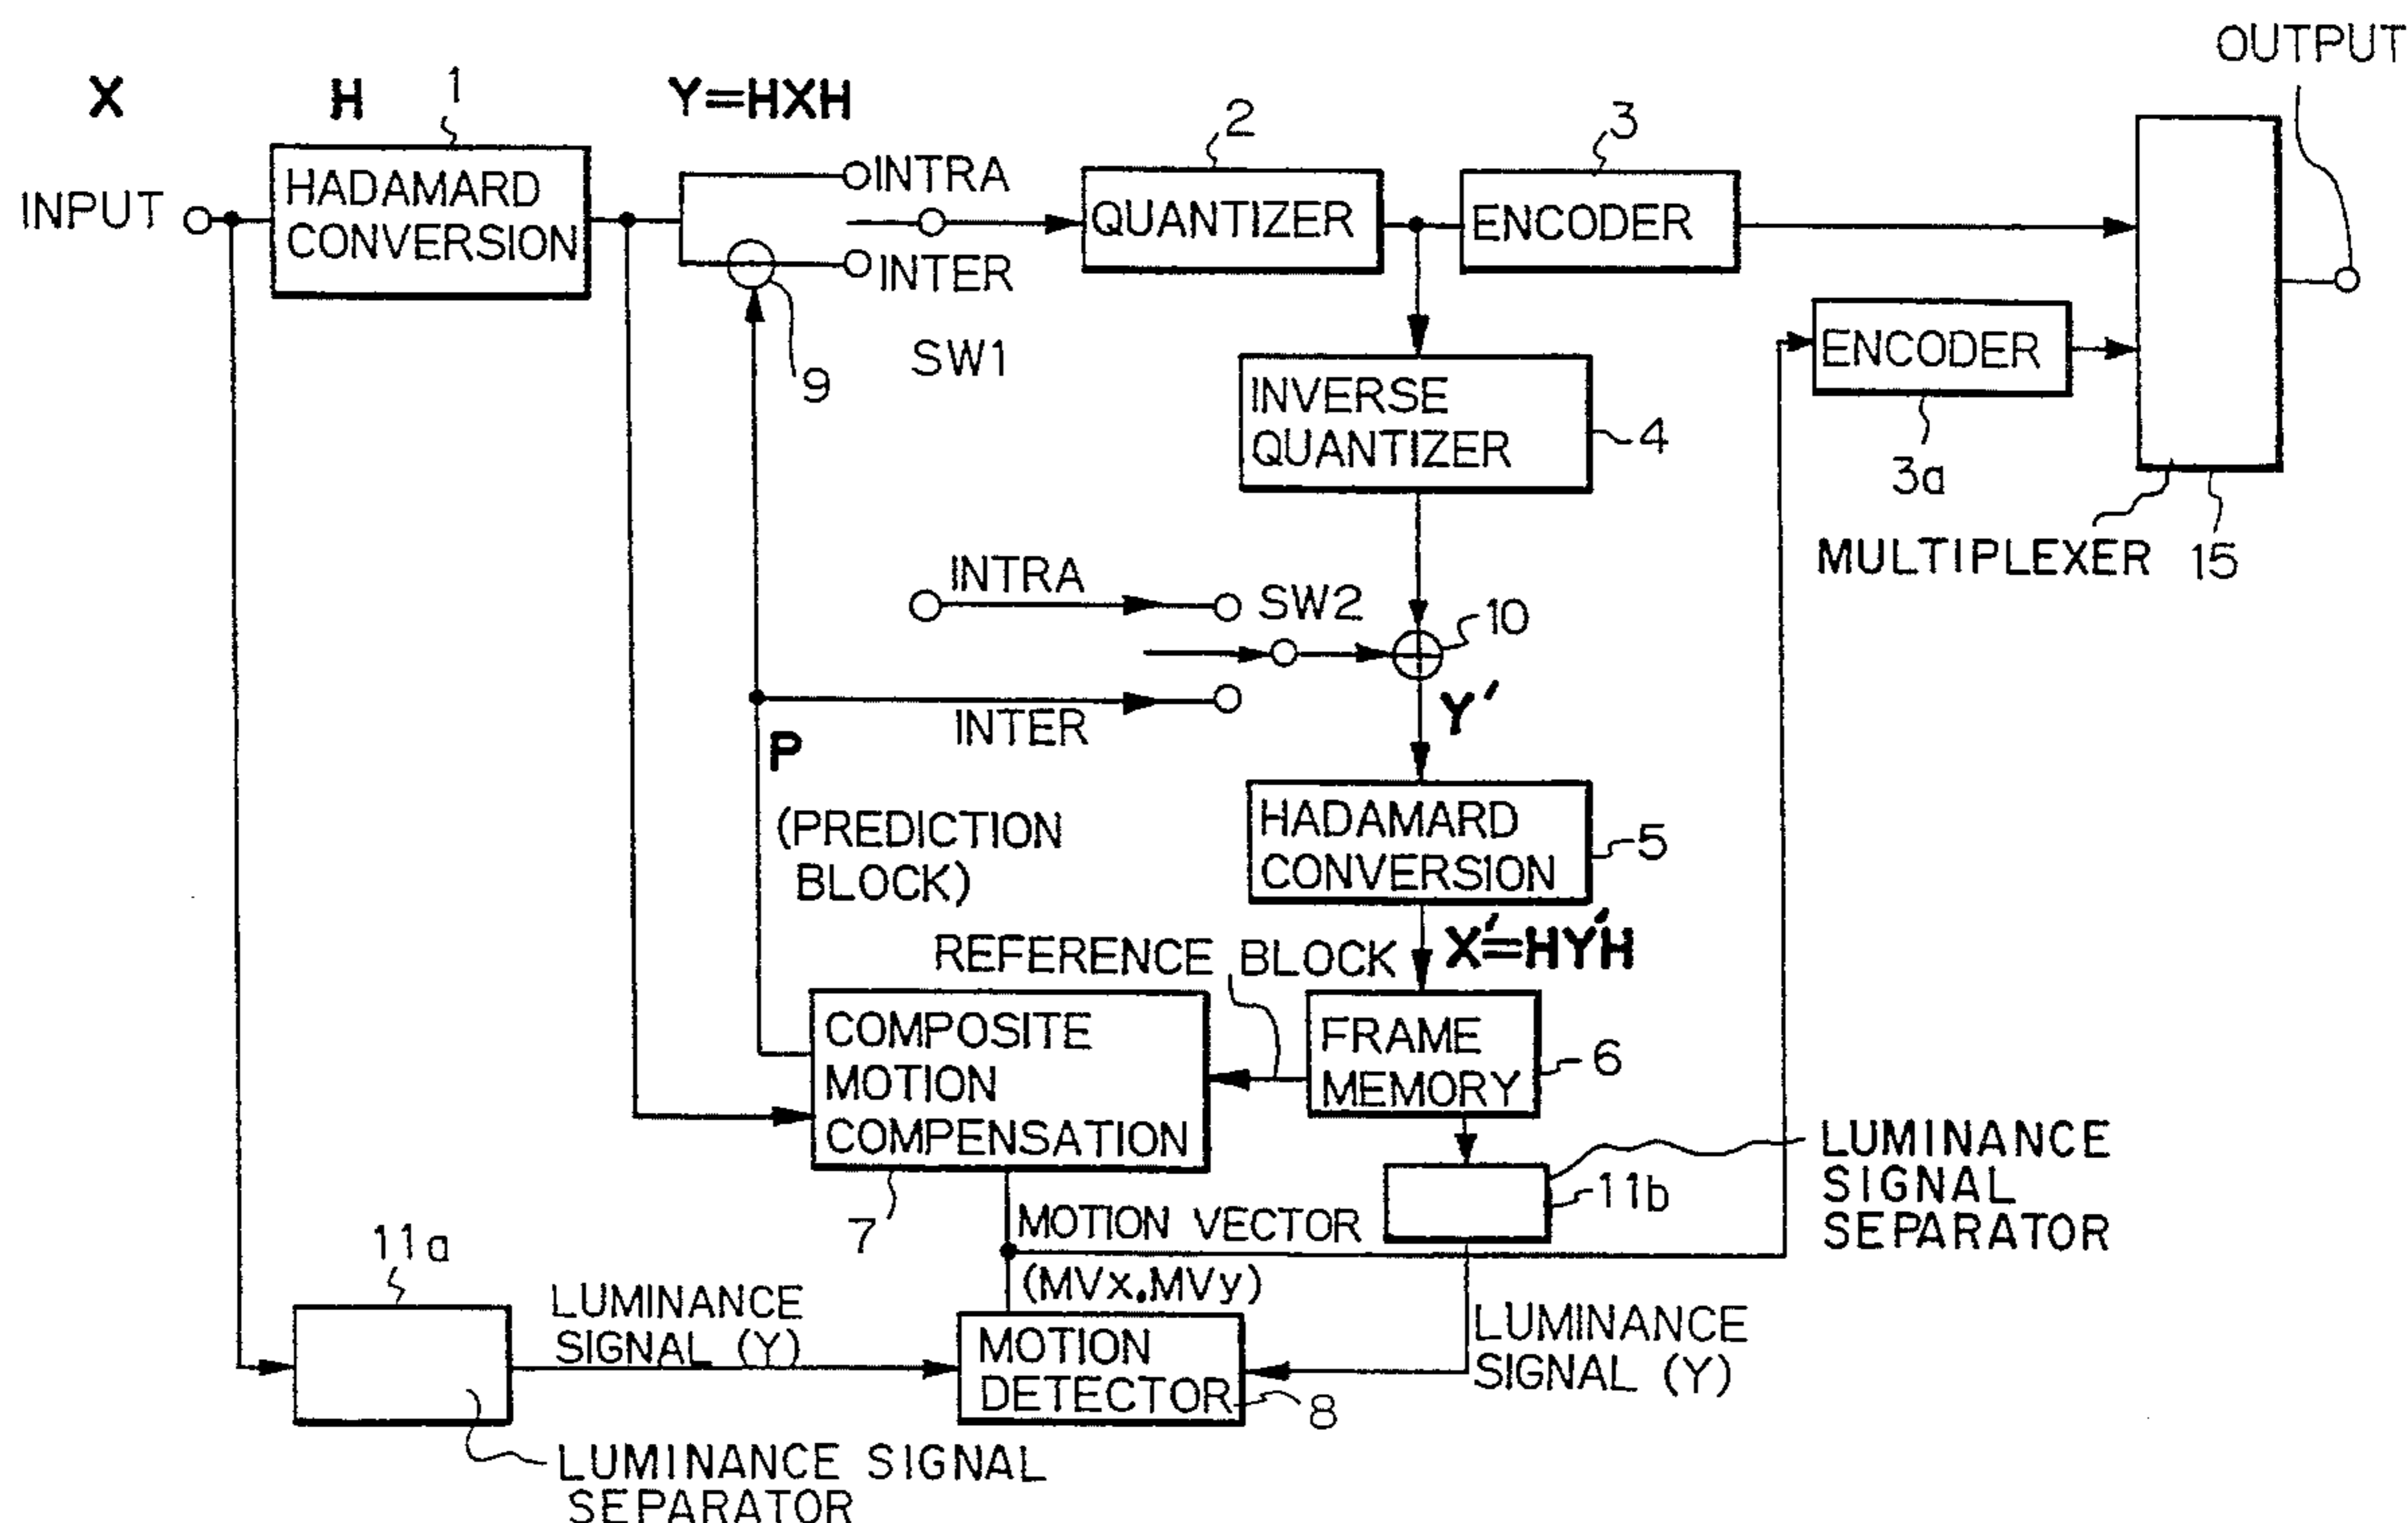 OUTPUT
X
H
1
Y=HXH
INPUT
HADAMARD
CONVERSION
INTRA
INTER
SW1
9
2
QUANTIZER
3
ENCODER
ENCODER
3a
MULTIPLEXER 15
INVERSE
QUANTIZER
4
INTRA
SW2
10
INTER
P
(PREDICTION
BLOCK)
Y'
HADAMARD
CONVERSION
5
X'=HY'H
REFERENCE BLOCK
COMPOSITE
MOTION
COMPENSATION
7
FRAME
MEMORY
6
11b
LUMINANCE
SIGNAL
SEPARATOR
MOTION VECTOR
(MVx.MVy)
11a
LUMINANCE
SIGNAL (Y)
MOTION
DETECTOR
8
LUMINANCE
SIGNAL (Y)
LUMINANCE SIGNAL
SEPARATOR